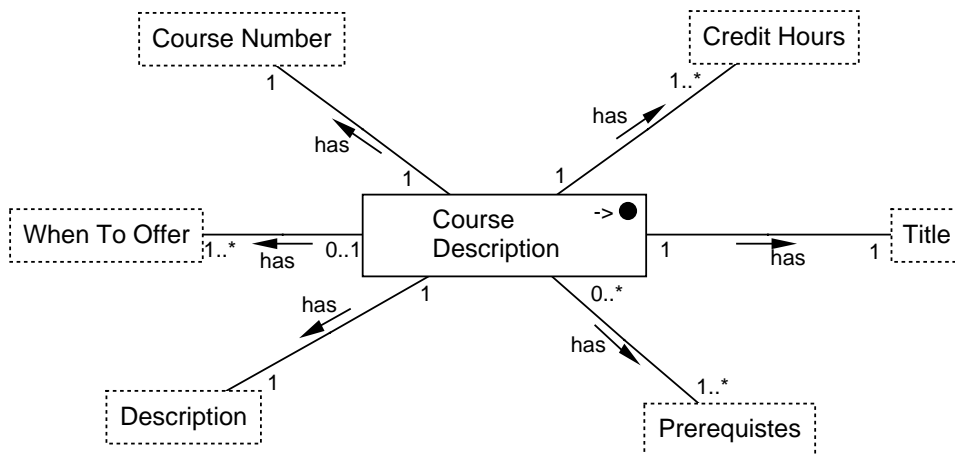 Course Number
Credit Hours
1
1..*
has
has
1
1
When To Offer
Course
Description
->
Title
1..*
has
0..1
1
has
1
has
1
0..*
has
1
1..*
Description
Prerequistes